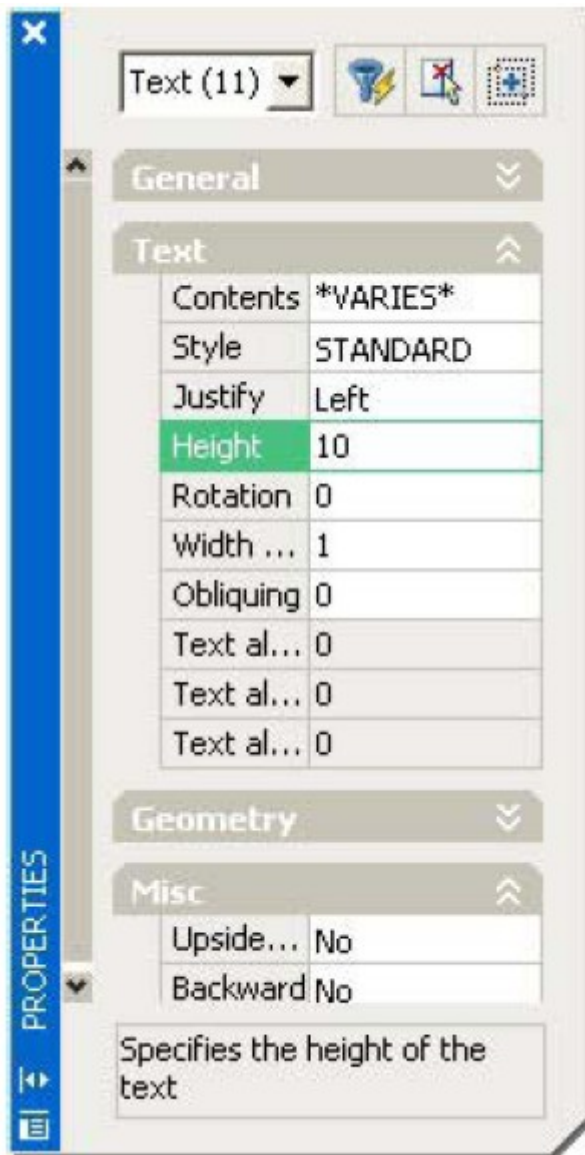 Text (11)
General
Text
Contents *VARIES*
Style STANDARD
Justify Left
Height 10
Rotation 0
Width ... 1
Obliquing 0
Text al... 0
Text al... 0
Text al... 0
Geometry
Misc
Upside... No
Backward No
Specifies the height of the
text
PROPERTIES